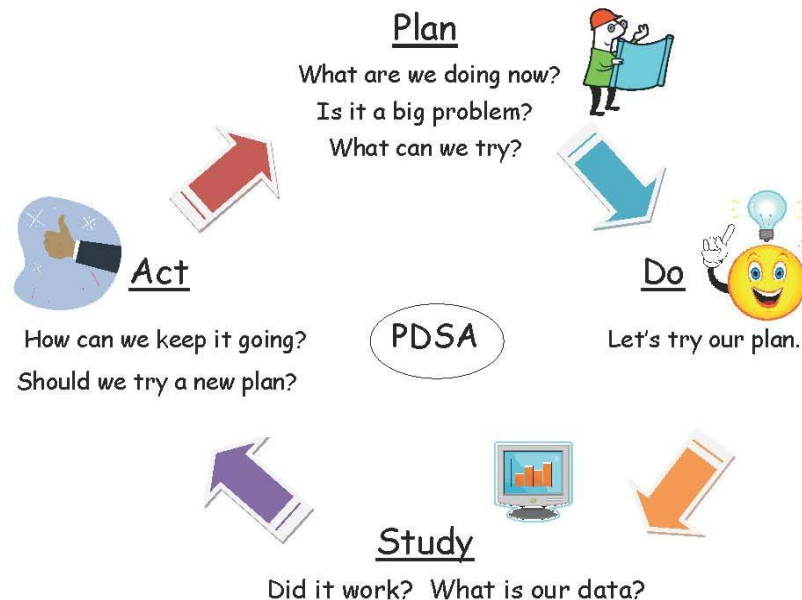 Plan
What are we doing now?
Is it a big problem?
What can we try?
Do
Let's try our plan.
Study
Did it work? What is our data?
Act
How can we keep it going?
Should we try a new plan?
PDSA